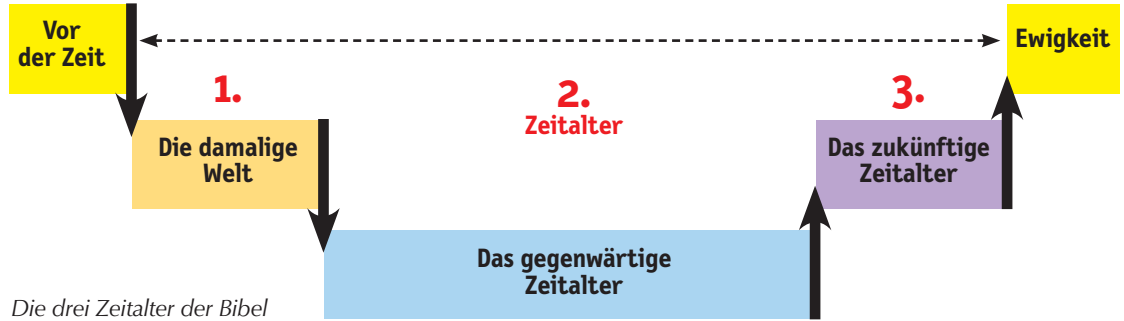 Vor
der Zeit
Ewigkeit
1.
2.
Zeitalter
3.
Die damalige
Welt
Das zukünftige
Zeitalter
Das gegenwärtige
Zeitalter
Die drei Zeitalter der Bibel